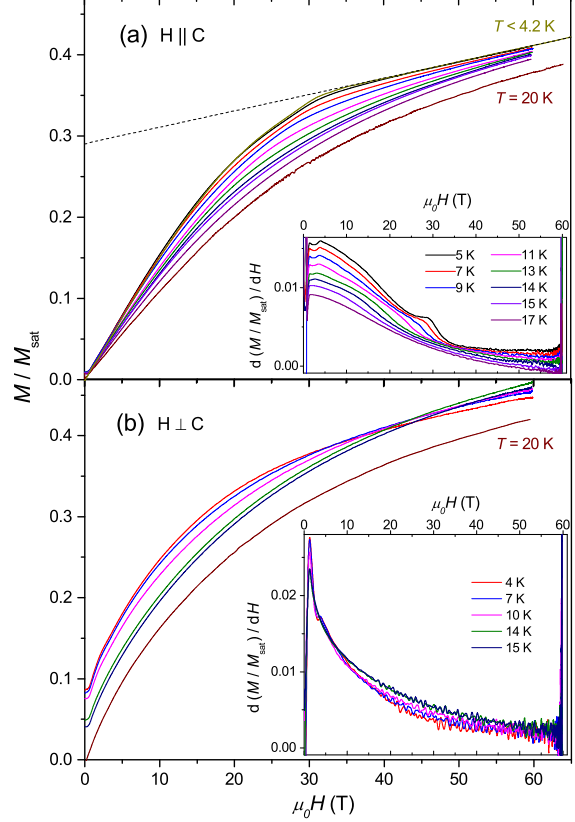 (a) H || C
T < 4.2 K
T = 20 K
0.4
0.3
0.2
0.1
0.0
M / Msat
μ0H (T)
0 10 20 30 40 50 60
0.01
0.00
d (M / Msat) / dH
5 K
7 K
9 K
11 K
13 K
14 K
15 K
17 K
(b) H ⊥ C
T = 20 K
0.4
0.3
0.2
0.1
0.0
μ0H (T)
0 10 20 30 40 50 60
0.02
0.01
0.00
d (M / Msat) / dH
4 K
7 K
10 K
14 K
15 K
0 10 20 30 40 50 60
μ0H (T)